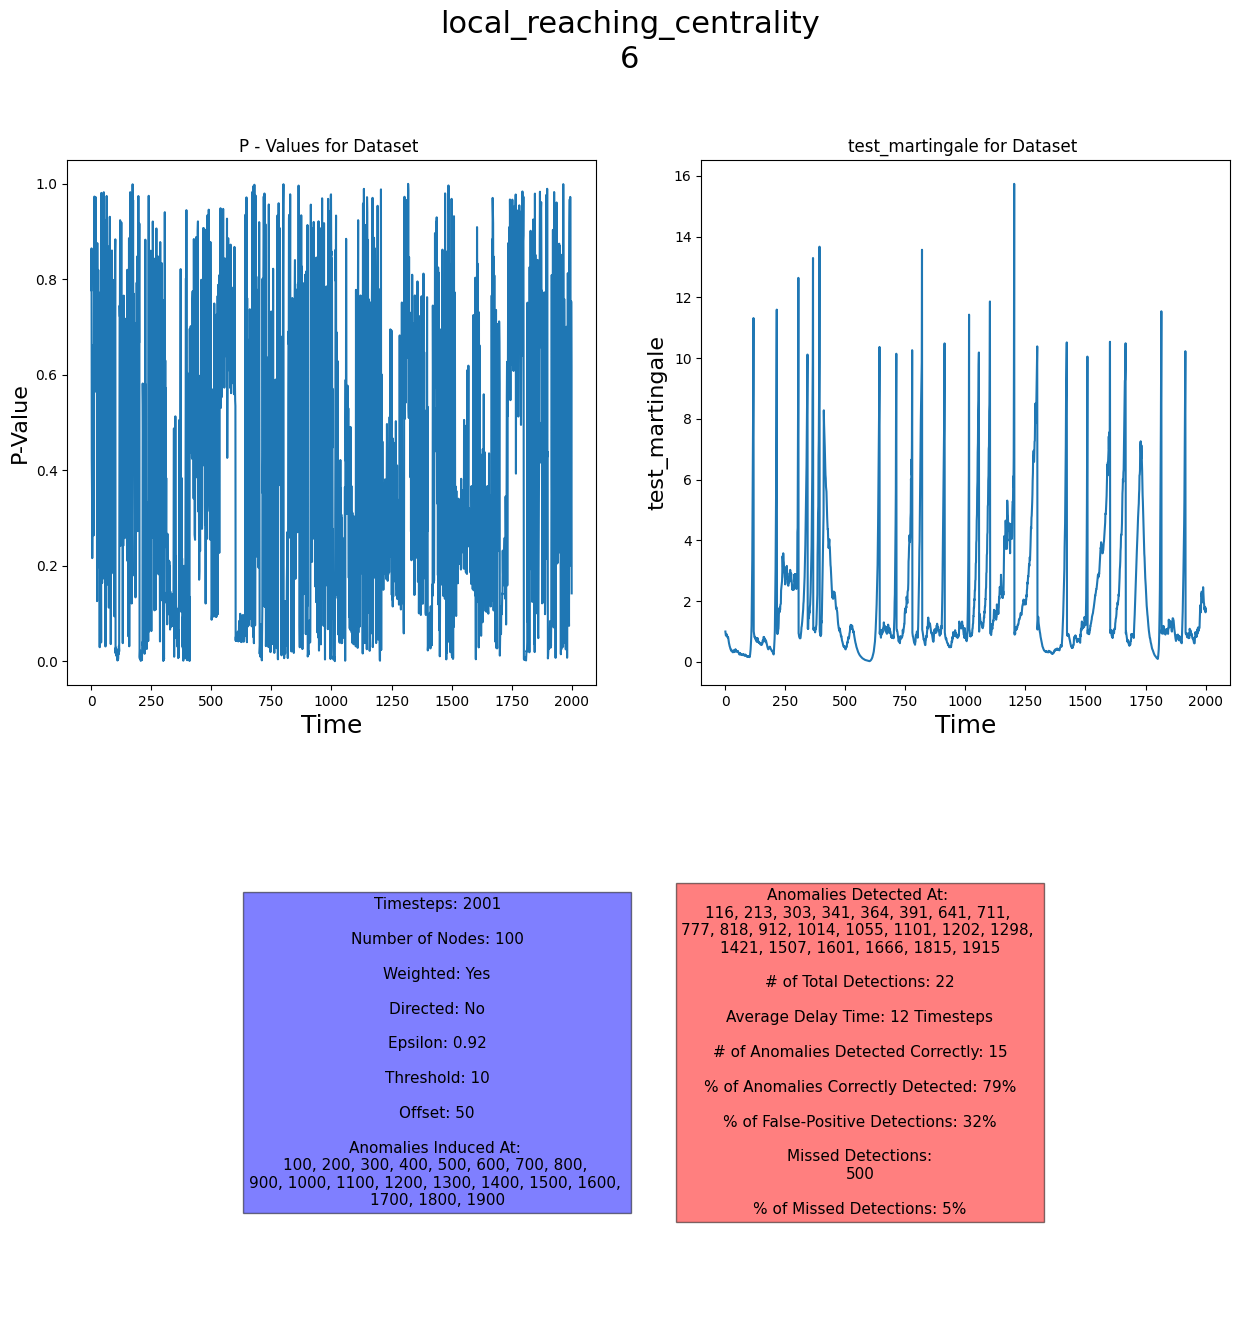 local_reaching_centrality
6
P - Values for Dataset
1.0
0.8
0.6
0.4
0.2
0.0
P-Value
0 250 500 750 1000 1250 1500 1750 2000
Time
test_martingale for Dataset
16
14
12
10
8
6
4
2
0
test_martingale
0 250 500 750 1000 1250 1500 1750 2000
Time
Timesteps: 2001
Number of Nodes: 100
Weighted: Yes
Directed: No
Epsilon: 0.92
Threshold: 10
Offset: 50
Anomalies Induced At:
100, 200, 300, 400, 500, 600, 700, 800,
900, 1000, 1100, 1200, 1300, 1400, 1500, 1600,
1700, 1800, 1900
Anomalies Detected At:
116, 213, 303, 341, 364, 391, 641, 711,
777, 818, 912, 1014, 1055, 1101, 1202, 1298,
1421, 1507, 1601, 1666, 1815, 1915
# of Total Detections: 22
Average Delay Time: 12 Timesteps
# of Anomalies Detected Correctly: 15
% of Anomalies Correctly Detected: 79%
% of False-Positive Detections: 32%
Missed Detections:
500
% of Missed Detections: 5%